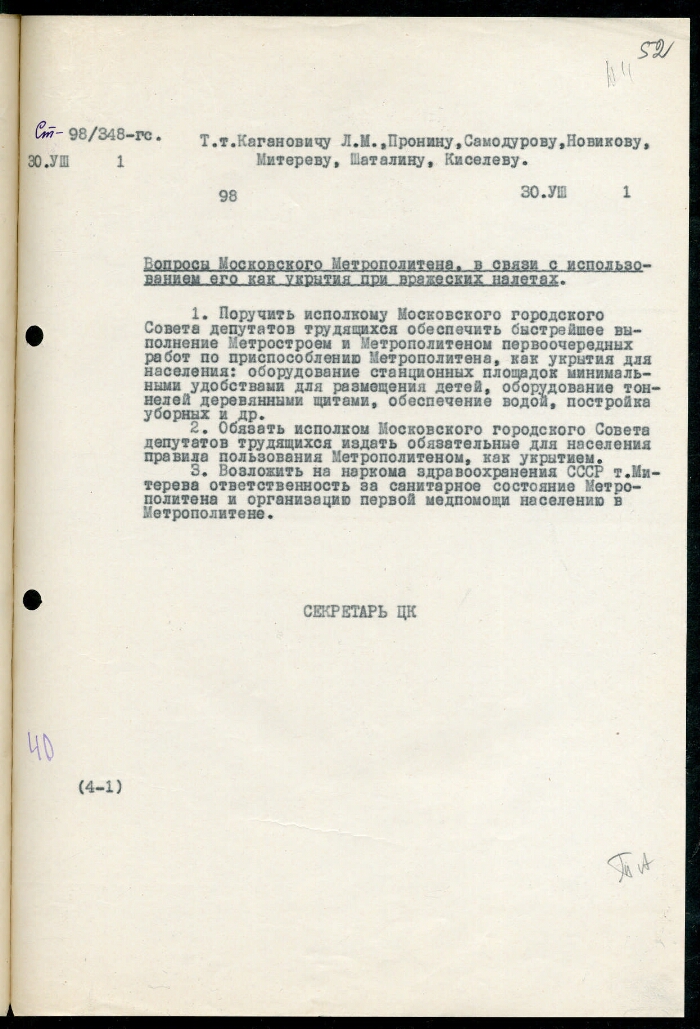 52
Ст-98/348-гс.
Т.т.Кагановичу Л.М.,Пронину,Самодурову,Новикову,
30.УШ 1
Митереву, Шаталину, Киселеву.
98 30.УШ 1
Вопросы Московского Метрополитена, в связи с использо-
ванием его как укрытия при вражеских налетах.
1. Поручить исполкому Московского городского
Совета депутатов трудящихся обеспечить быстрейшее вы-
полнение Метростроем и Метрополитеном первоочередных
работ по приспособлению Метрополитена, как укрытия для
населения: оборудование станционных площадок минималь-
ными удобствами для размещения детей, оборудование тон-
нелей деревянными щитами, обеспечение водой, постройка
уборных и др.
2. Обязать исполком Московского городского Совета
депутатов трудящихся издать обязательные для населения
правила пользования Метрополитеном, как укрытием.
3. Возложить на наркома здравоохранения СССР т.Ми-
терева ответственность за санитарное состояние Метро-
политена и организацию первой медпомощи населению в
Метрополитене.
СЕКРЕТАРЬ ЦК
40
(4-1)